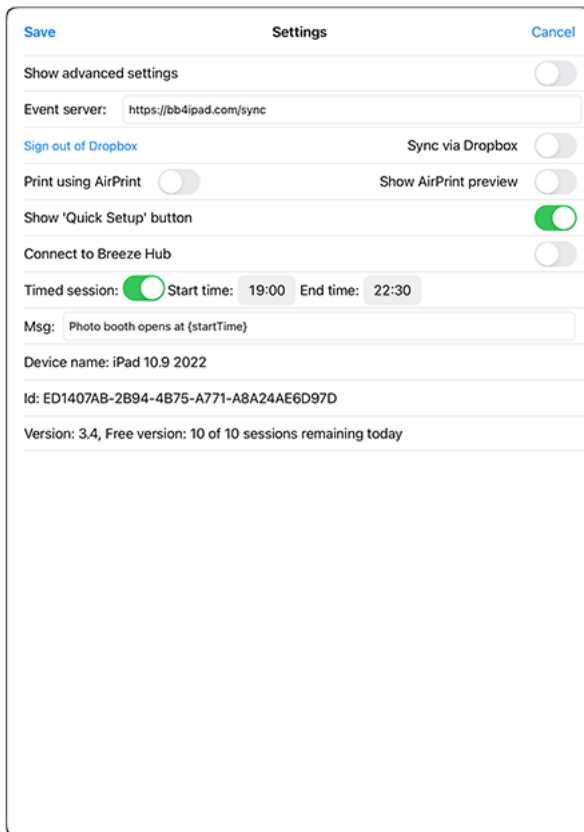 Save Settings Cancel
Show advanced settings
Event server: https://bb4ipad.com/sync
Sign out of Dropbox Sync via Dropbox
Print using AirPrint Show AirPrint preview
Show 'Quick Setup' button
Connect to Breeze Hub
Timed session: Start time: 19:00 End time: 22:30
Msg: Photo booth opens at {startTime}
Device name: iPad 10.9 2022
Id: ED1407AB-2B94-4B75-A771-A8A24AE6D97D
Version: 3.4, Free version: 10 of 10 sessions remaining today